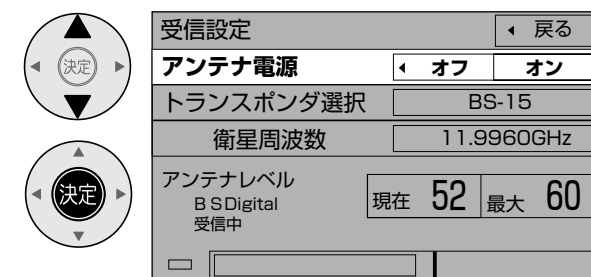 決定
決定
受信設定 戻る
アンテナ電源 オフ オン
トランスポンダ選択 BS-15
衛星周波数 11.9960GHz
アンテナレベル
BSDigital 現在 52 最大 60
受信中